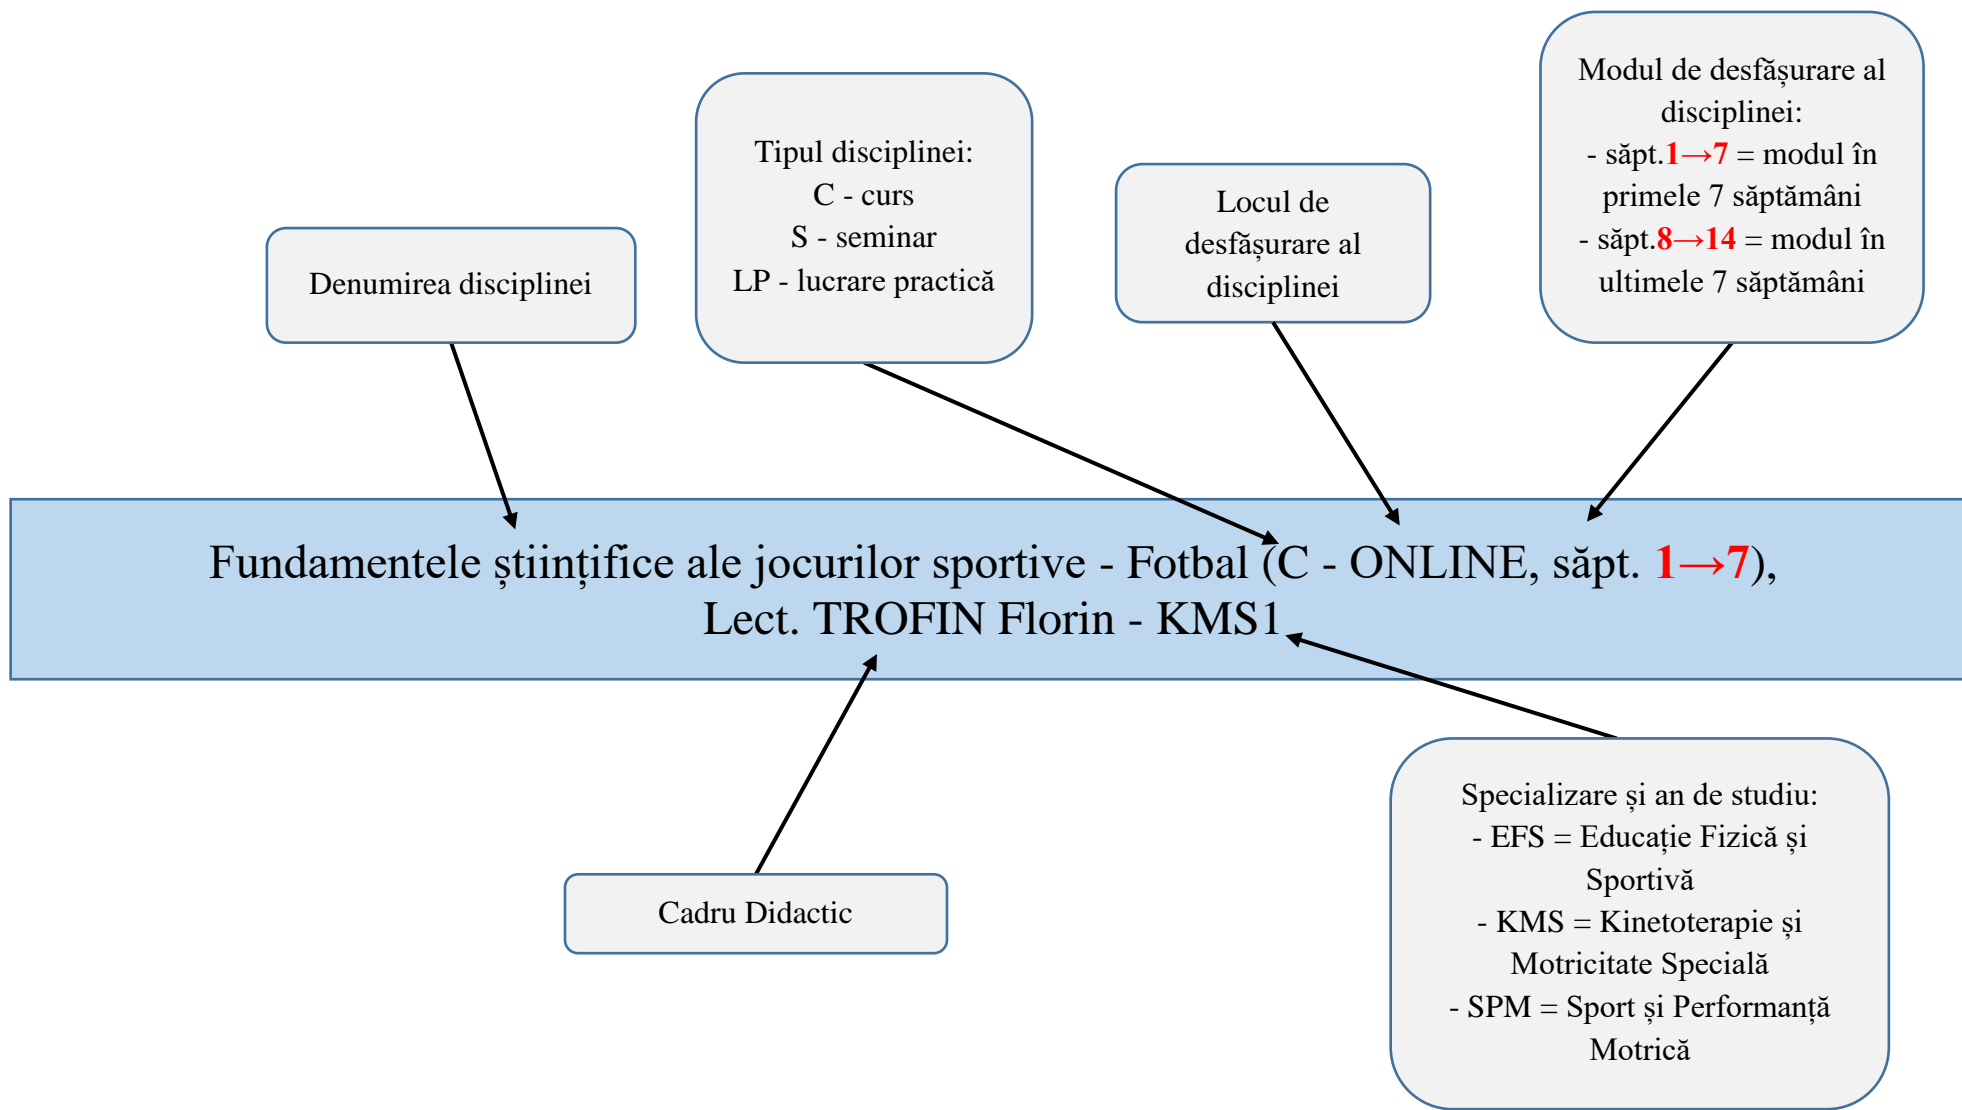 Denumirea disciplinei
Tipul disciplinei:
C - curs
S - seminar
LP - lucrare practică
Locul de
desfășurare al
disciplinei
Modul de desfășurare al
disciplinei:
- săpt.1→7 = modul în
primele 7 săptămâni
- săpt.8→14 = modul în
ultimele 7 săptămâni
Fundamentele științifice ale jocurilor sportive - Fotbal (C - ONLINE, săpt. 1→7),
Lect. TROFIN Florin - KMS1
Cadru Didactic
Specializare și an de studiu:
- EFS = Educație Fizică și
Sportivă
- KMS = Kinetoterapie și
Motricitate Specială
- SPM = Sport și Performanță
Motrică